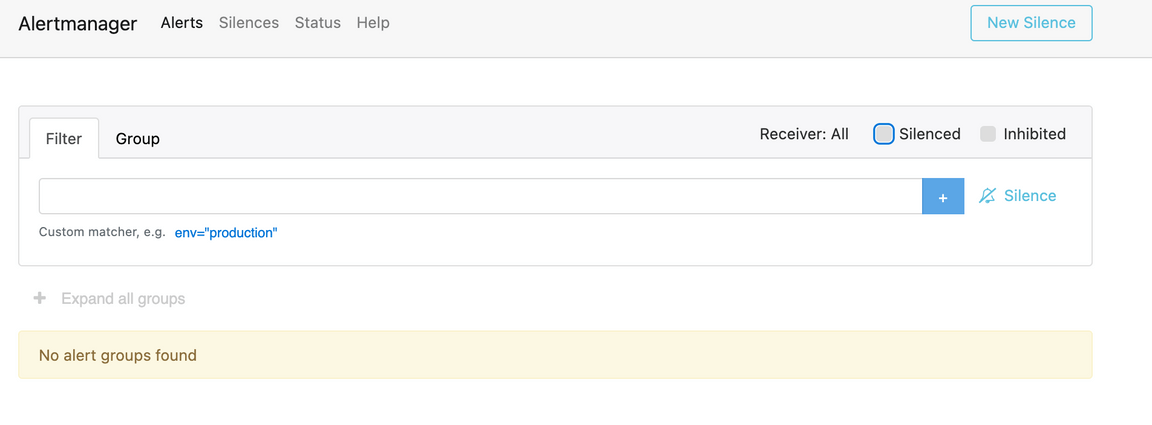 Alertmanager Alerts Silences Status Help New Silence
Filter Group Receiver: All Silenced Inhibited
+ Silence
Custom matcher, e.g. env="production"
+ Expand all groups
No alert groups found